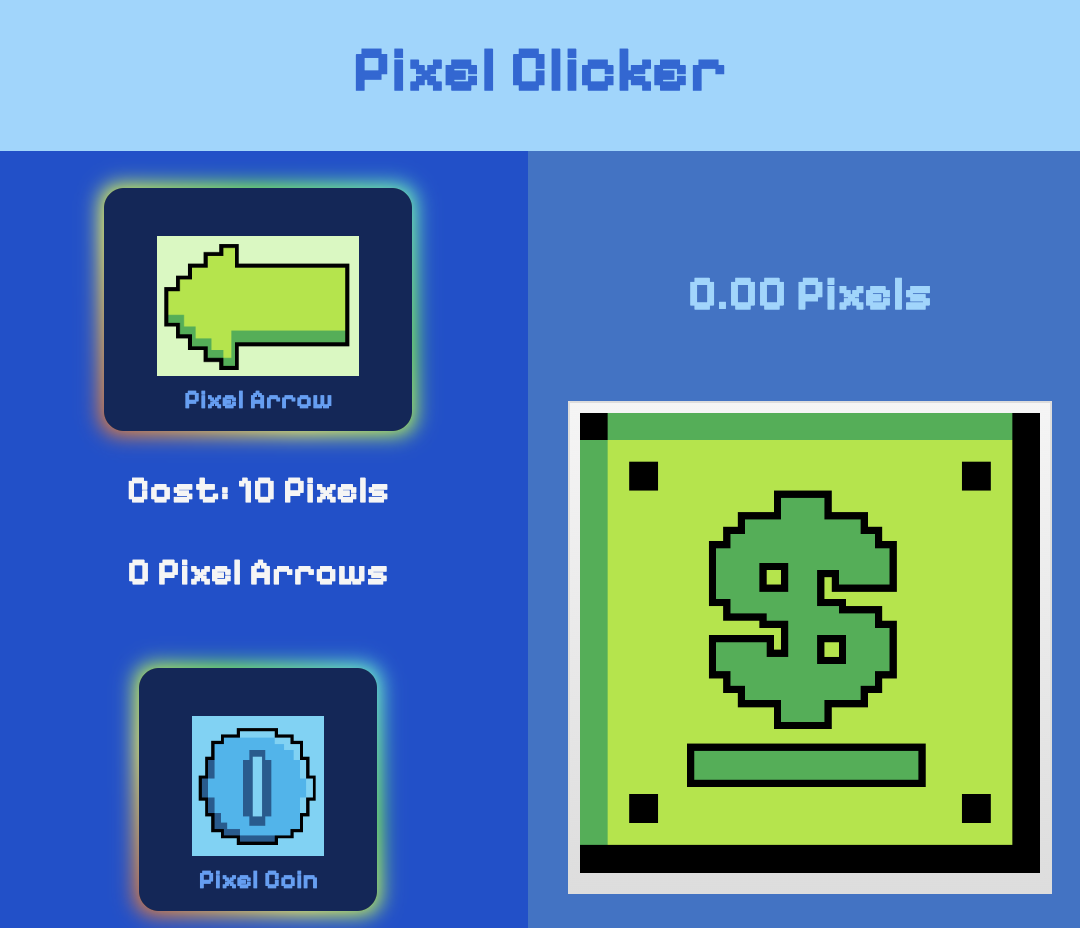 Pixel Clicker
Pixel Arrow
Cost: 10 Pixels
0 Pixel Arrows
Pixel Coin
0.00 Pixels
$